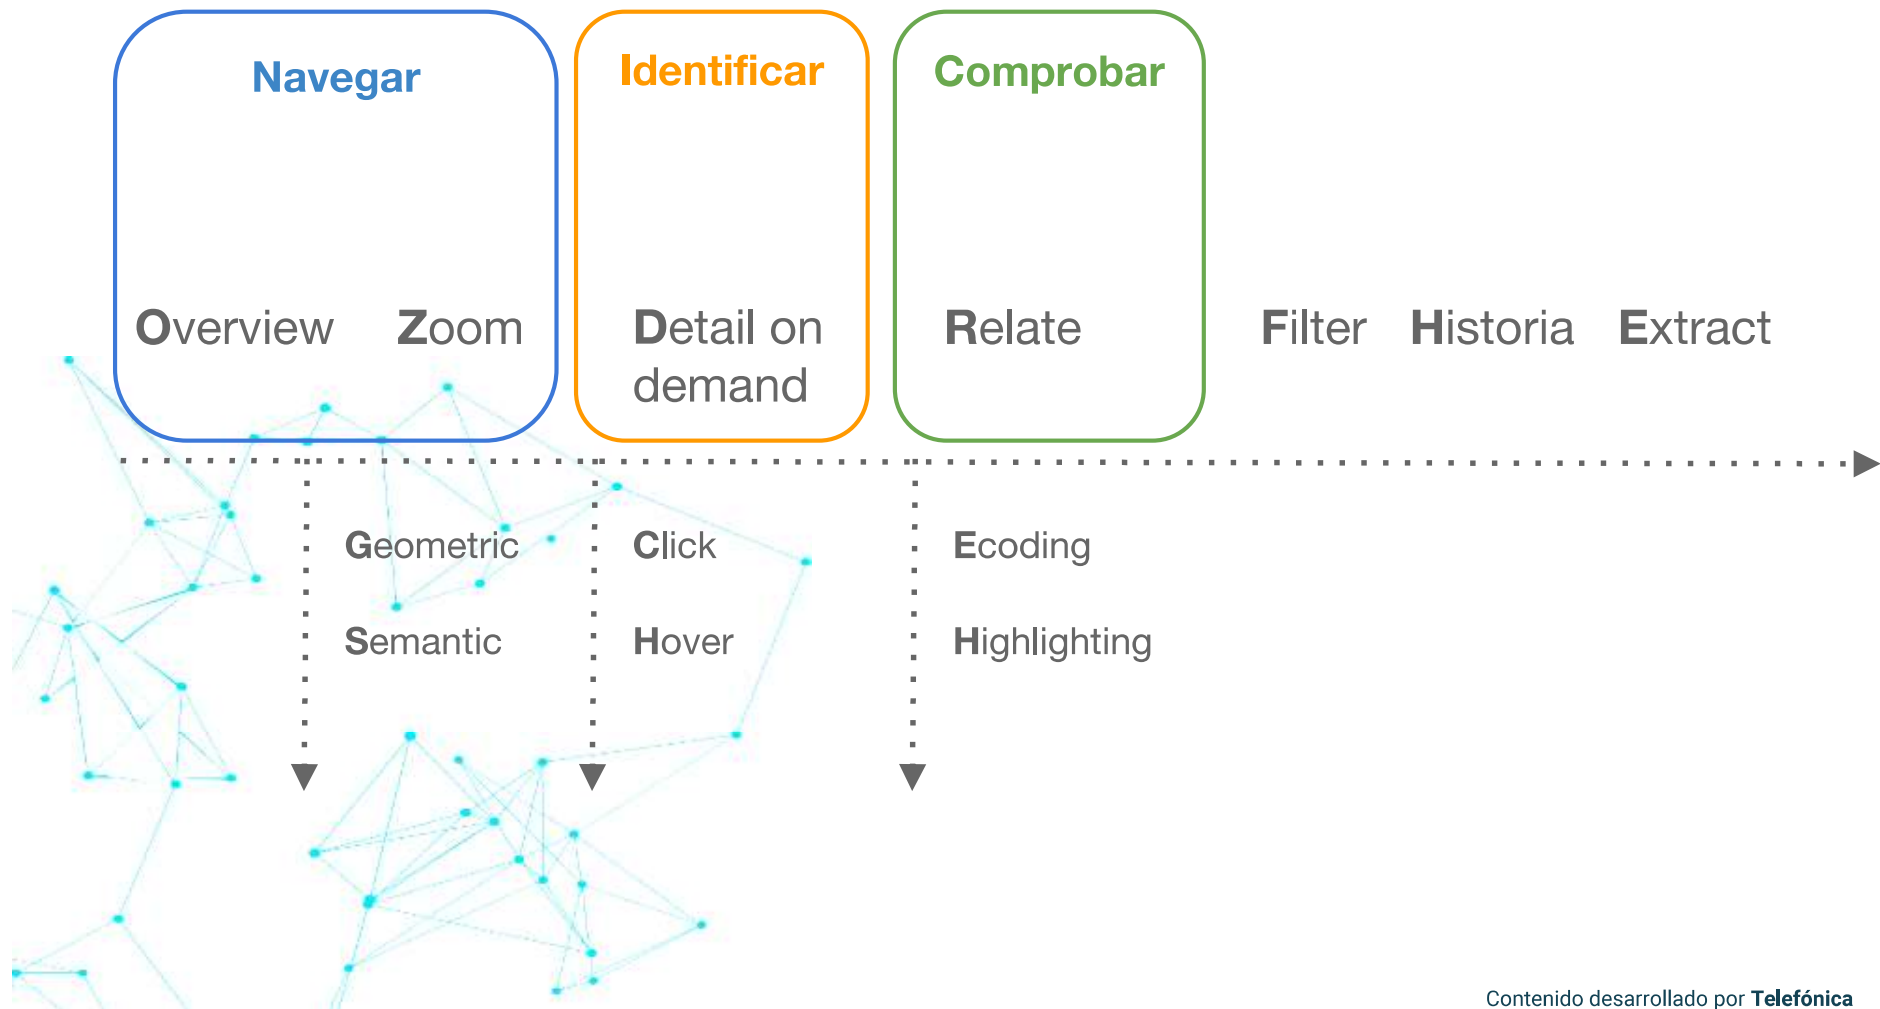 Navegar
Identificar
Comprobar
Overview
Zoom
Detail on
demand
Relate
Filter
Historia
Extract
Geometric
Click
Ecoding
Semantic
Hover
Highlighting
Contenido desarrollado por Telefónica